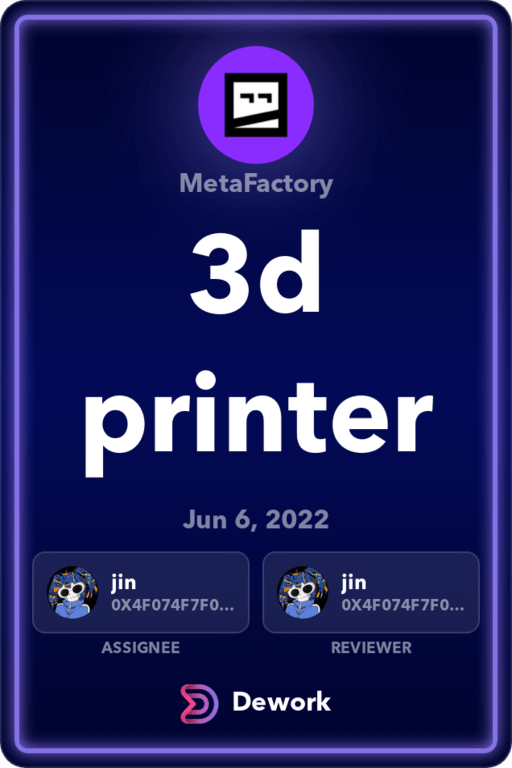 MetaFactory
3d
printer
Jun 6, 2022
jin
0X4F074F7F0...
ASSIGNEE
jin
0X4F074F7F0...
REVIEWER
Dework